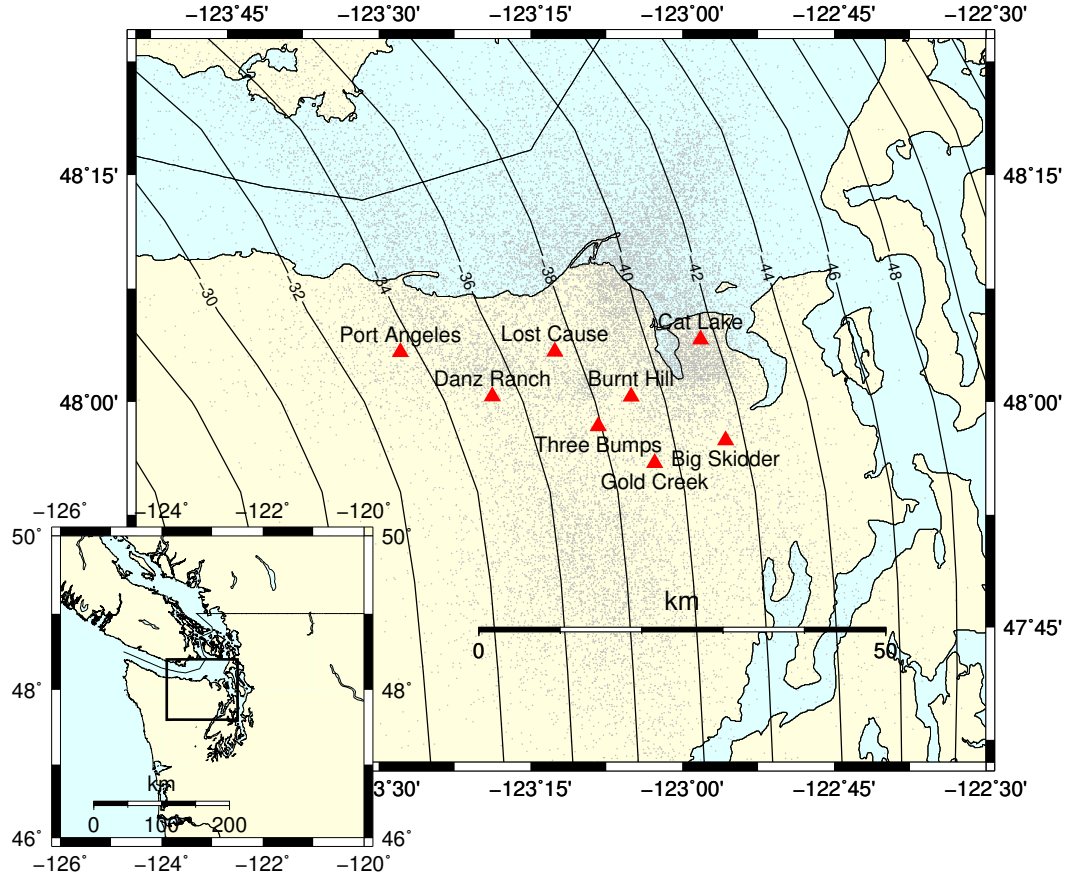 −123˚45' −123˚30' −123˚15' −123˚00' −122˚45' −122˚30'
48˚15' 48˚15'
30 32 34 36 38 40 42 44 46 48
Cat Lake
Port Angeles Lost Cause
Danz Ranch Burnt Hill
48˚00' 48˚00'
Three Bumps Big Skidder
Gold Creek
km
0 50
47˚45'
−123˚30' −123˚15' −123˚00' −122˚45' −122˚30'
−126˚ −124˚ −122˚ −120˚
50˚ 50˚
48˚ 48˚
km
0 100 200
46˚ 46˚
−126˚ −124˚ −122˚ −120˚